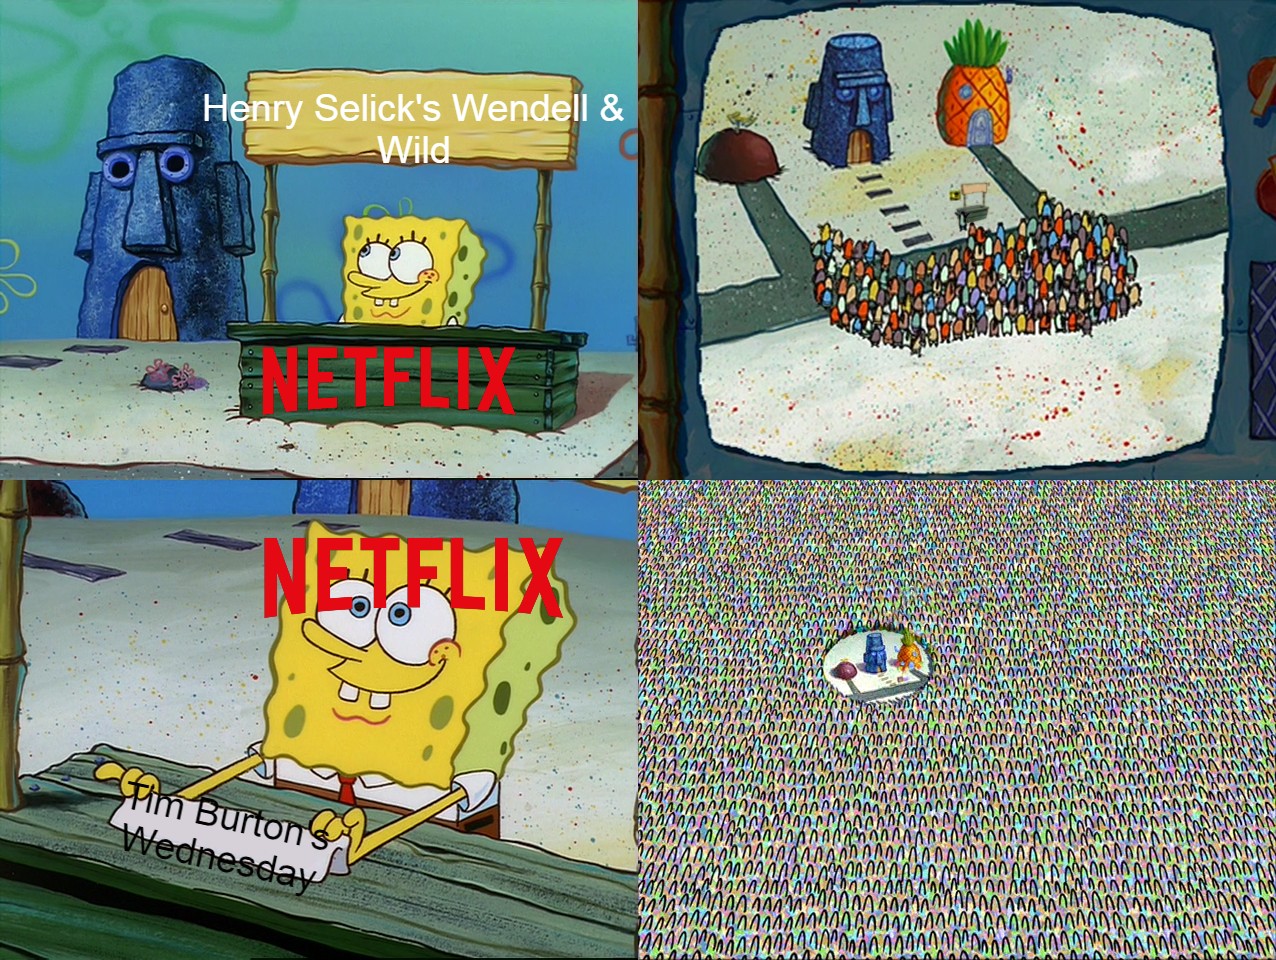 Henry Selick's Wendell &
Wild
NETFLIX
NETFLIX
Tim Burton's
Wednesday